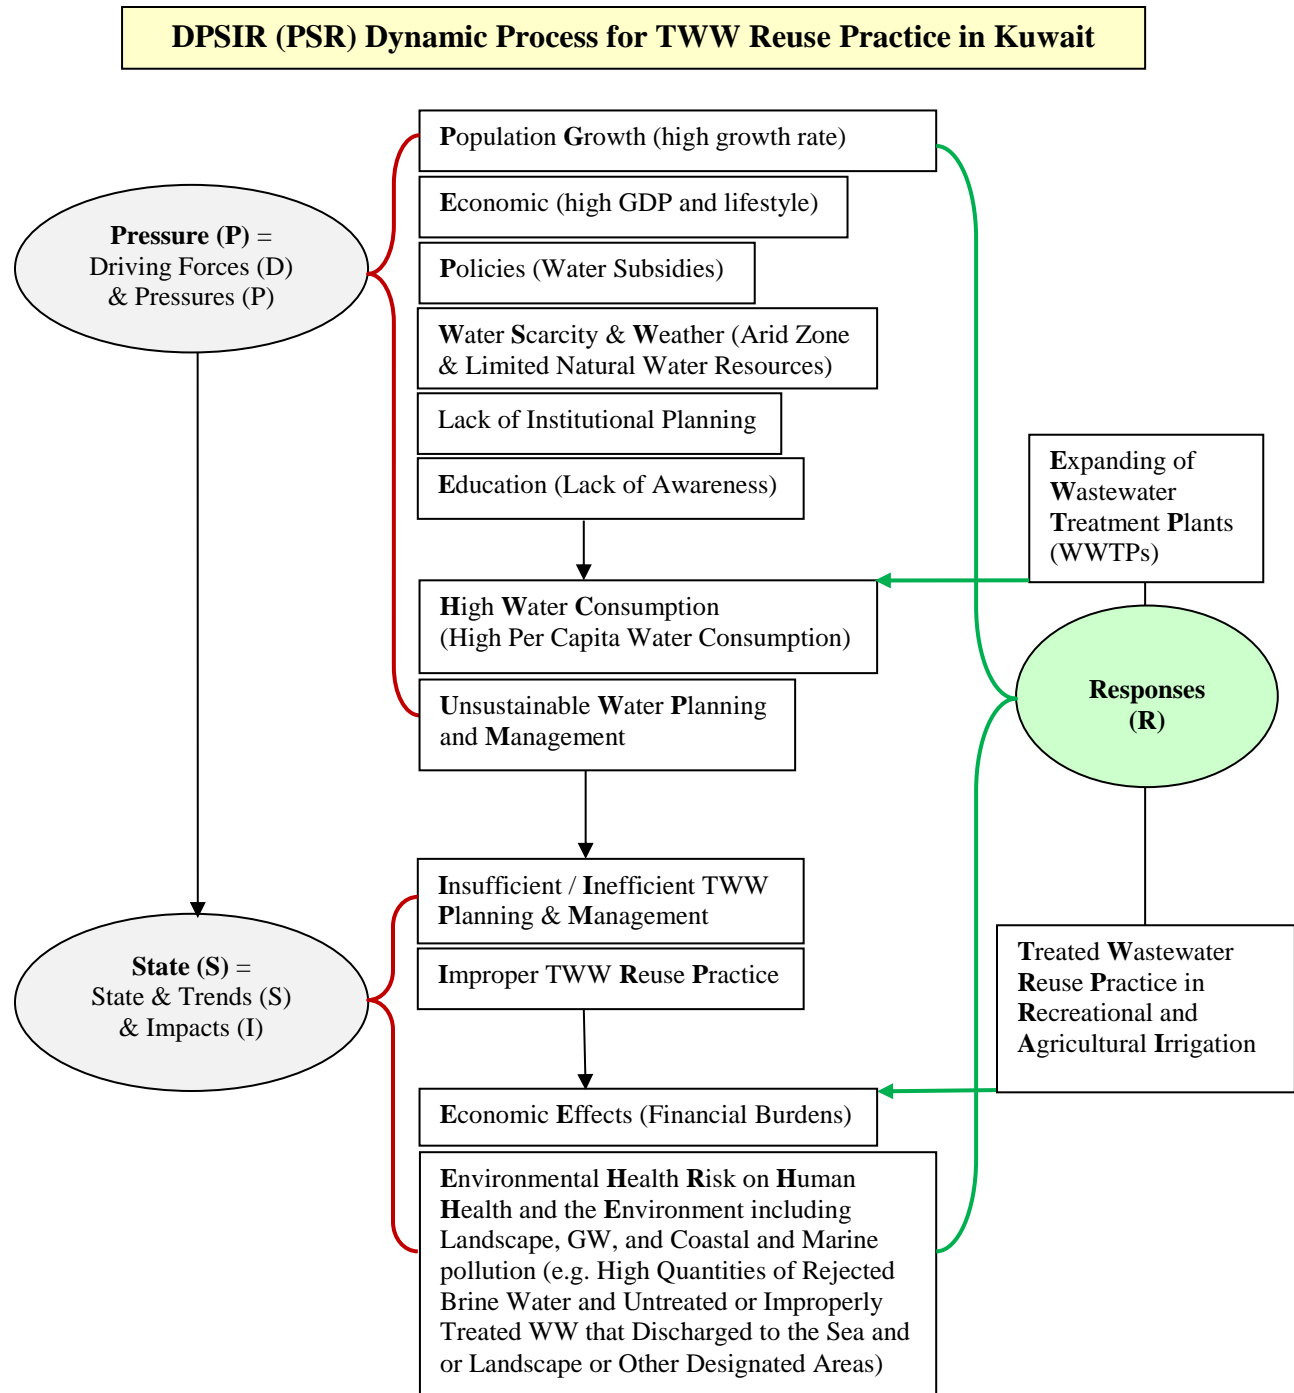 DPSIR (PSR) Dynamic Process for TWW Reuse Practice in Kuwait
Population Growth (high growth rate)
Economic (high GDP and lifestyle)
Pressure (P) =
Driving Forces (D)
& Pressures (P)
Policies (Water Subsidies)
Water Scarcity & Weather (Arid Zone
& Limited Natural Water Resources)
Lack of Institutional Planning
Education (Lack of Awareness)
Expanding of
Wastewater
Treatment Plants
(WWTPs)
High Water Consumption
(High Per Capita Water Consumption)
Unsustainable Water Planning
and Management
Responses
(R)
Insufficient / Inefficient TWW
Planning & Management
Improper TWW Reuse Practice
State (S) =
State & Trends (S)
& Impacts (I)
Treated Wastewater
Reuse Practice in
Recreational and
Agricultural Irrigation
Economic Effects (Financial Burdens)
Environmental Health Risk on Human
Health and the Environment including
Landscape, GW, and Coastal and Marine
pollution (e.g. High Quantities of Rejected
Brine Water and Untreated or Improperly
Treated WW that Discharged to the Sea and
or Landscape or Other Designated Areas)